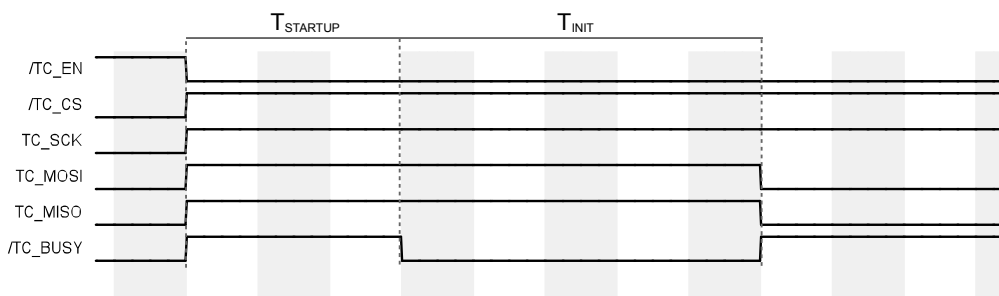 TSTARTUP TINIT
/TC_EN
/TC_CS
TC_SCK
TC_MOSI
TC_MISO
/TC_BUSY